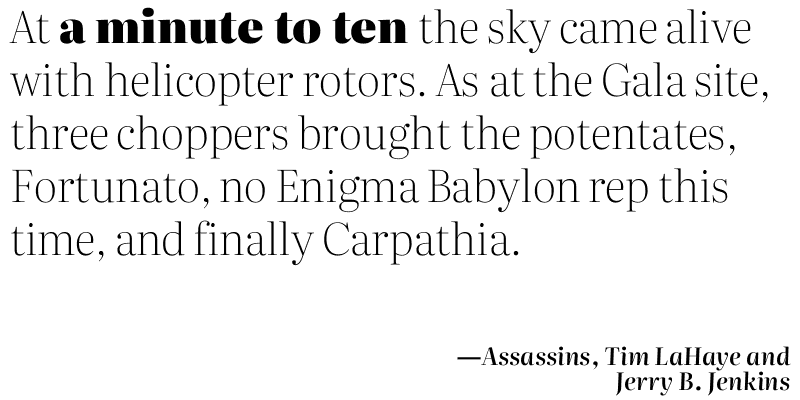 At a minute to ten the sky came alive
with helicopter rotors. As at the Gala site,
three choppers brought the potentates,
Fortunato, no Enigma Babylon rep this
time, and finally Carpathia.
—Assassins, Tim LaHaye and
Jerry B. Jenkins